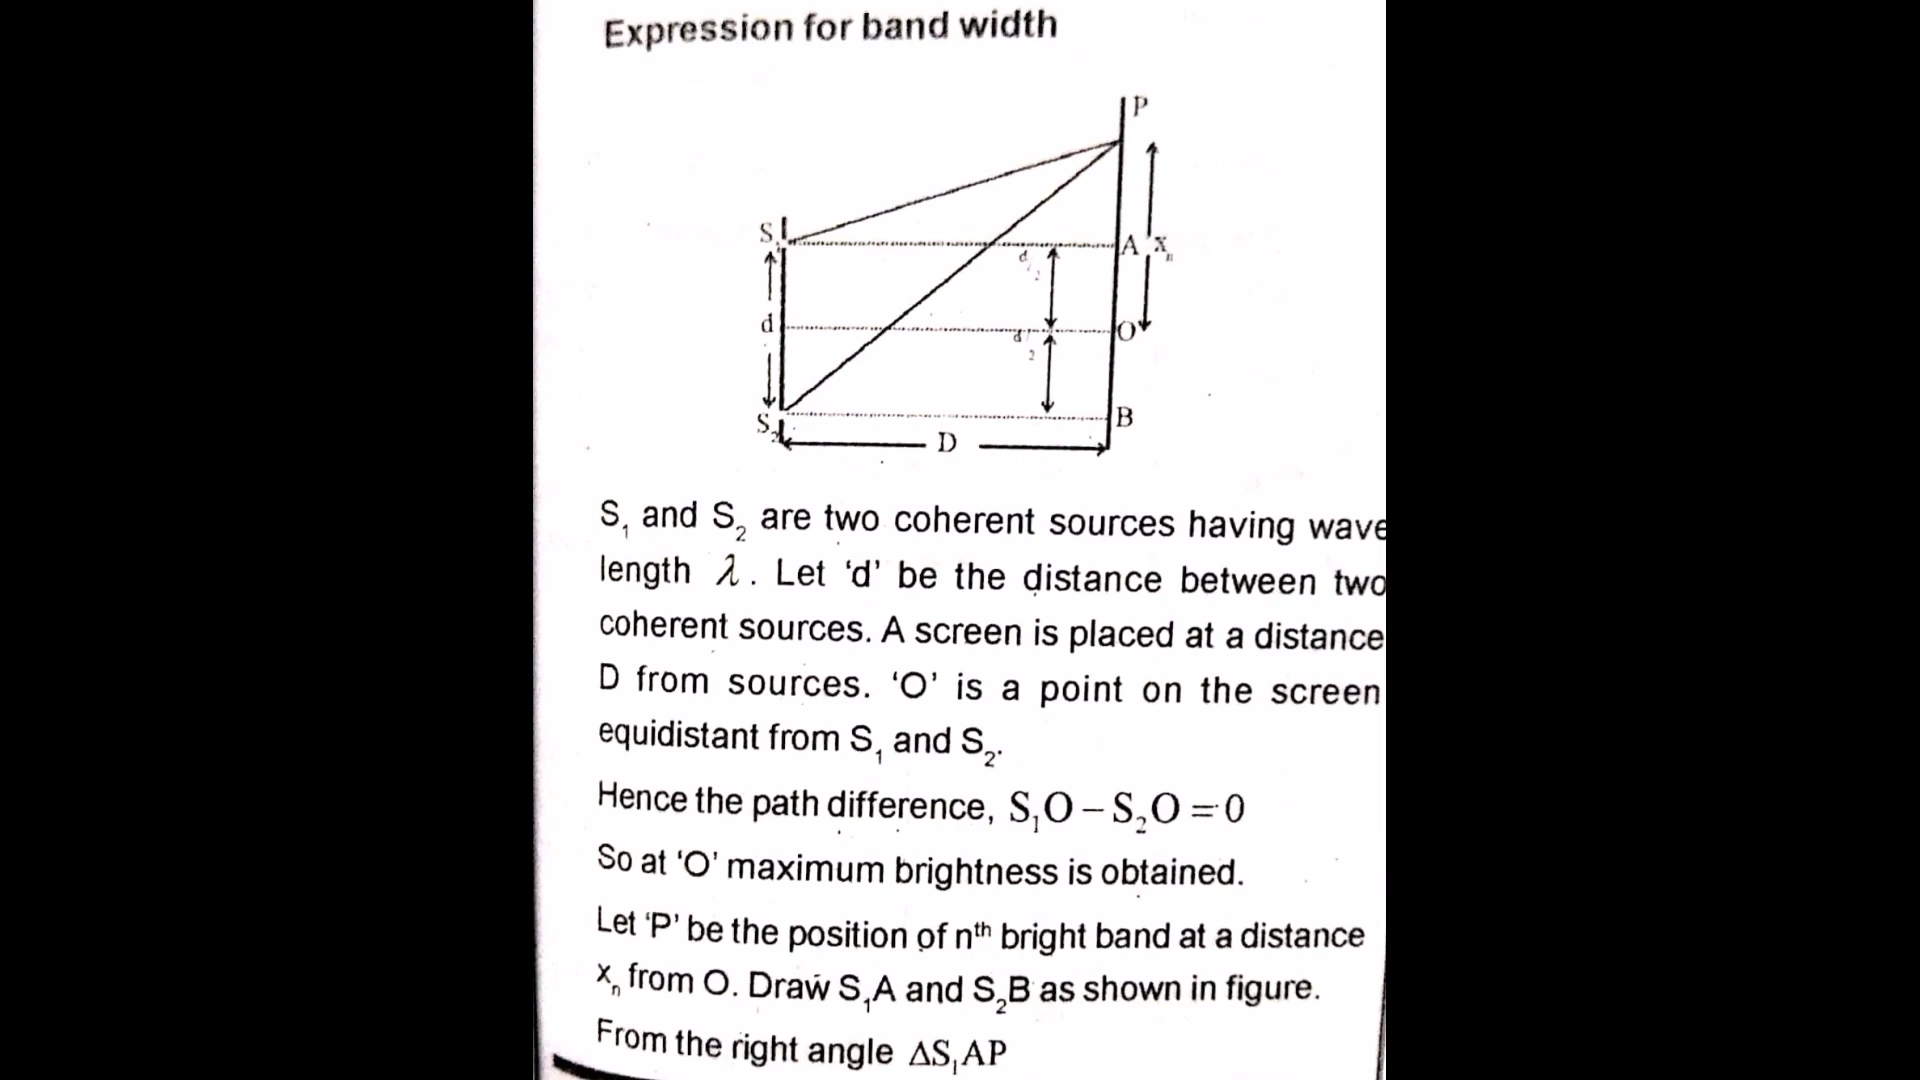 Expression for band width
P
S₁
A xₙ
d/2
d
O
d/2
S₂
B
D
S₁ and S₂ are two coherent sources having wave
length λ. Let ‘d’ be the distance between two
coherent sources. A screen is placed at a distance
D from sources. ‘O’ is a point on the screen
equidistant from S₁ and S₂.
Hence the path difference, S₁O – S₂O = 0
So at ‘O’ maximum brightness is obtained.
Let ‘P’ be the position of nᵗʰ bright band at a distance
xₙ from O. Draw S₁A and S₂B as shown in figure.
From the right angle ΔS₁AP